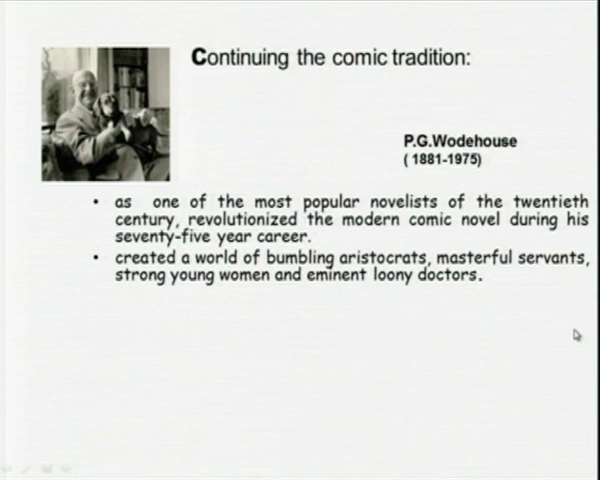 Continuing the comic tradition:
P.G.Wodehouse
( 1881-1975)
• as one of the most popular novelists of the twentieth
century, revolutionized the modern comic novel during his
seventy-five year career.
• created a world of bumbling aristocrats, masterful servants,
strong young women and eminent loony doctors.